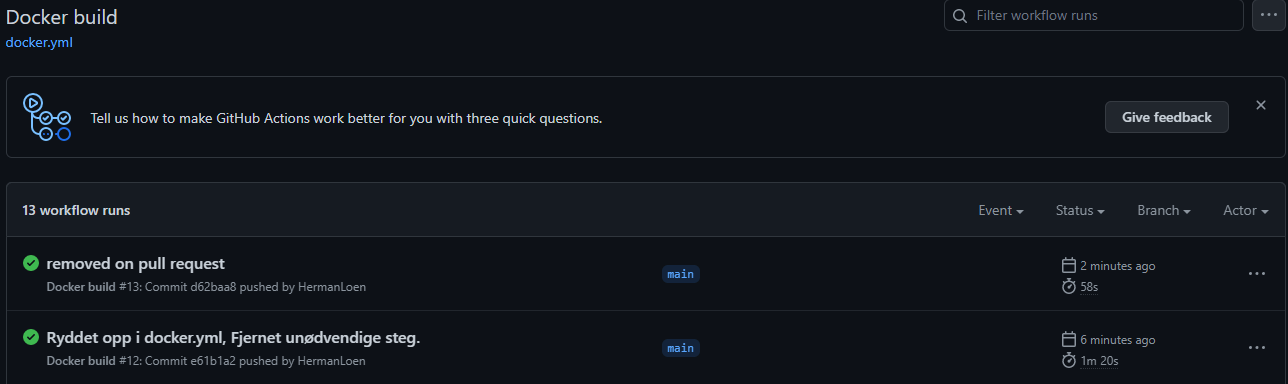 Docker build
Filter workflow runs
docker.yml
Tell us how to make GitHub Actions work better for you with three quick questions.
Give feedback
13 workflow runs
Event
Status
Branch
Actor
removed on pull request
main
2 minutes ago
Docker build #13: Commit d62baa8 pushed by HermanLoen
58s
Ryddet opp i docker.yml, Fjernet unødvendige steg.
main
6 minutes ago
Docker build #12: Commit e61b1a2 pushed by HermanLoen
1m 20s